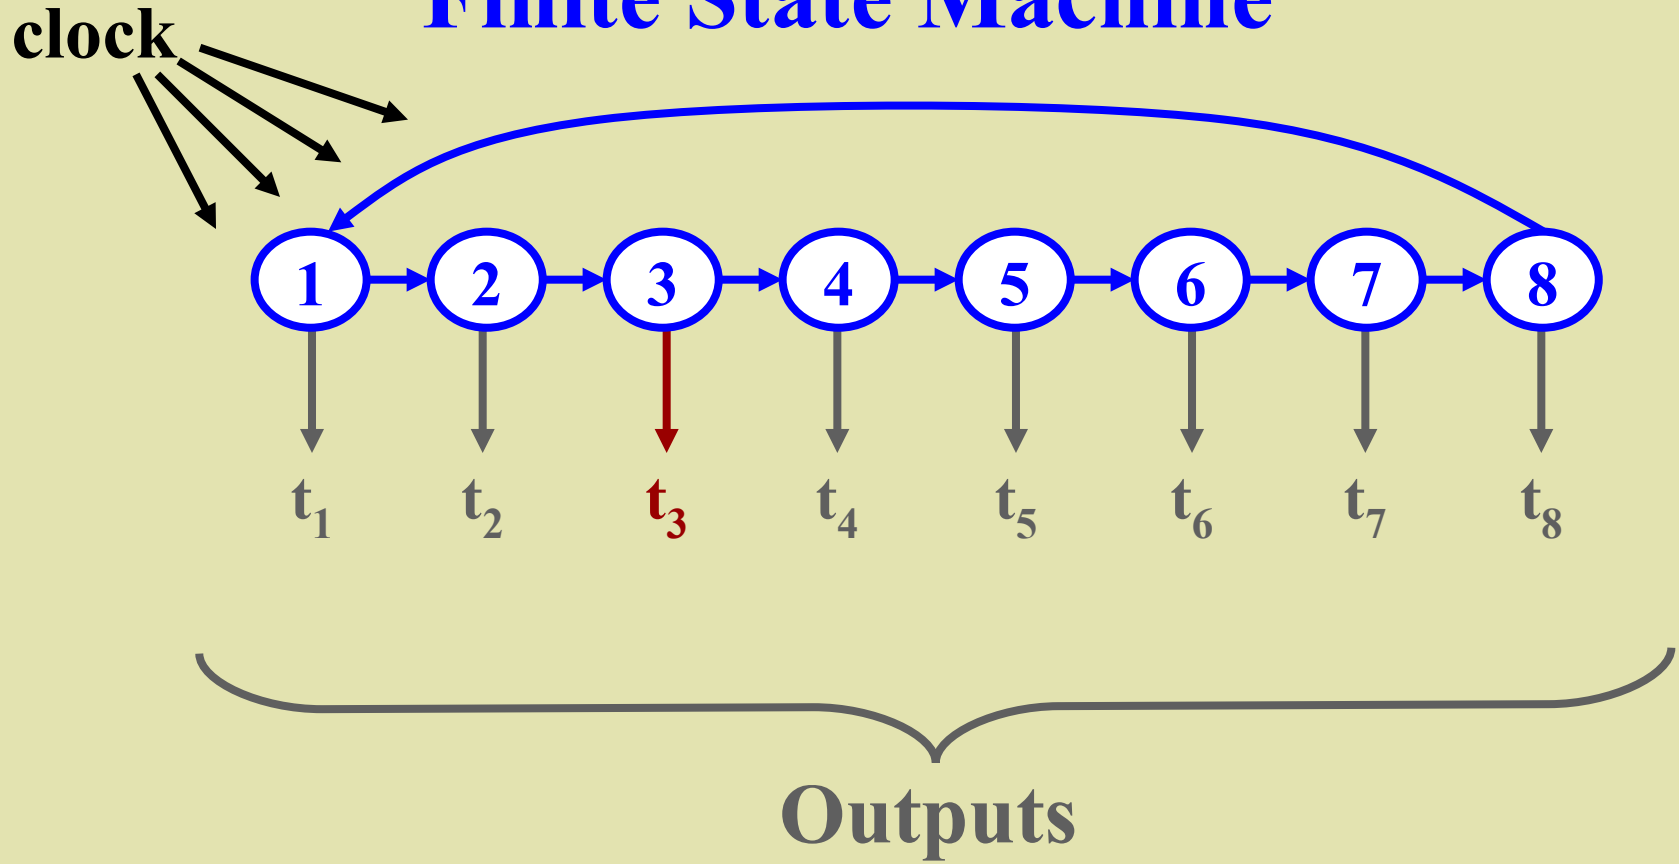 Finite State Machine
clock
1 2 3 4 5 6 7 8
t1 t2 t3 t4 t5 t6 t7 t8
Outputs